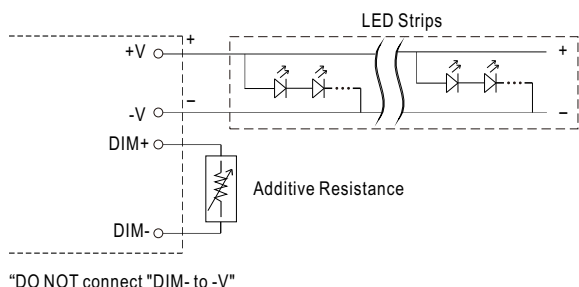 LED Strips
+V
+
+
-V
−
−
DIM+
Additive Resistance
DIM-
“DO NOT connect "DIM- to -V"